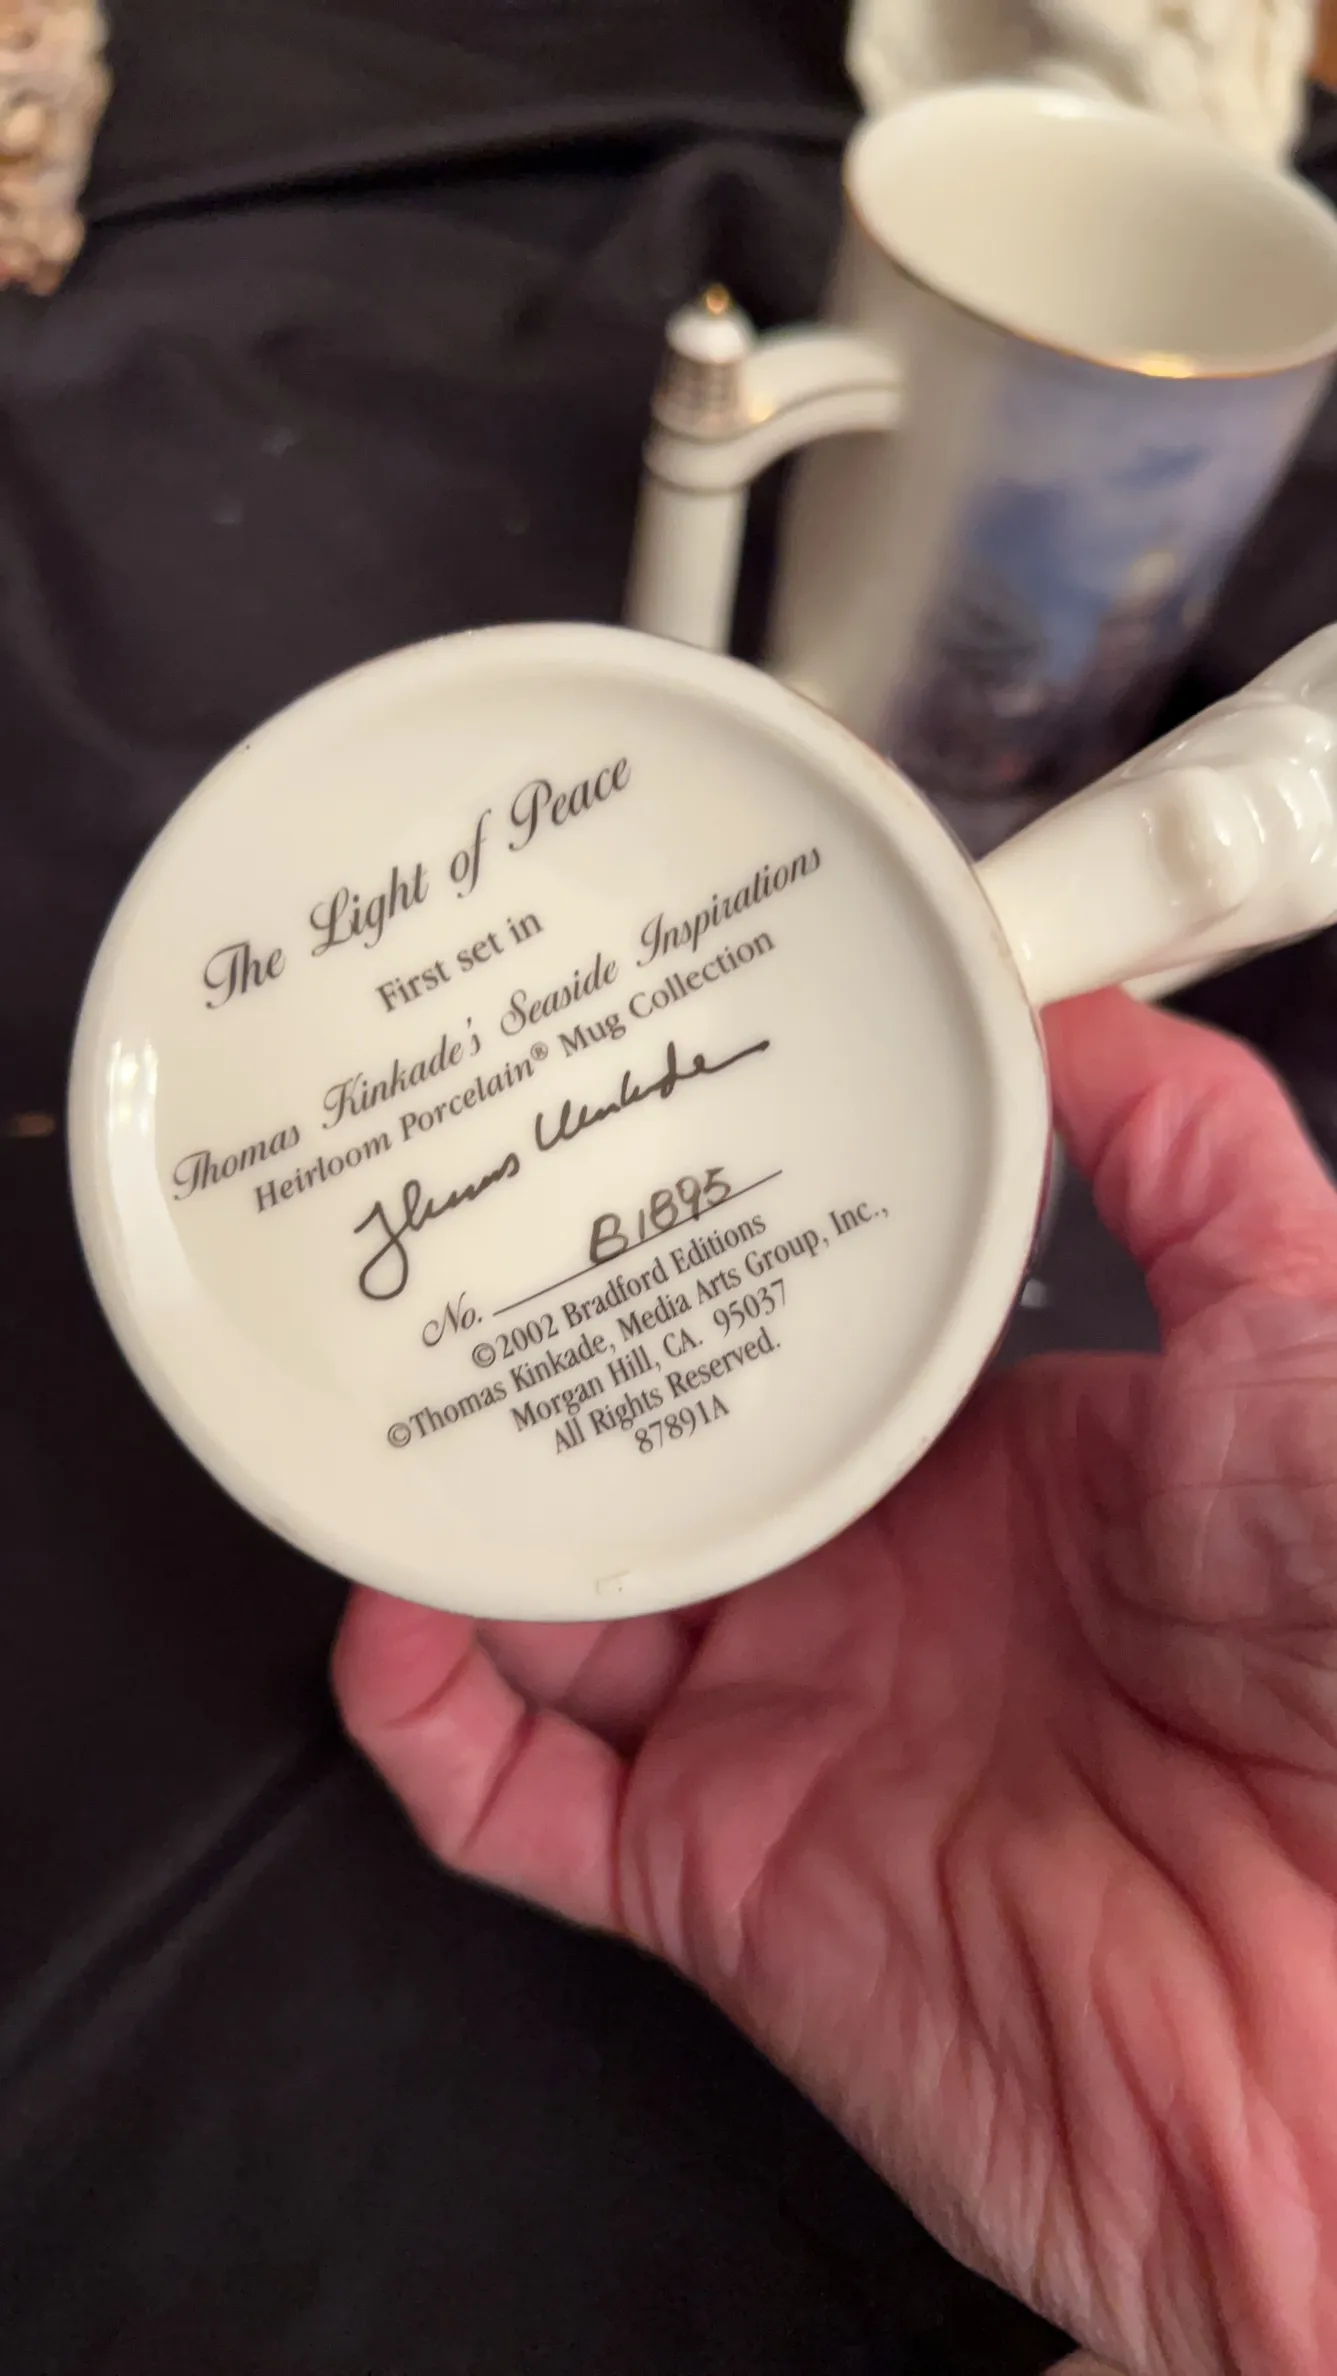 The Light of Peace
First set in
Thomas Kinkade's Seaside Inspirations
Heirloom Porcelain® Mug Collection
Thomas Kinkade
No. B1895
©2002 Bradford Editions
©Thomas Kinkade, Media Arts Group, Inc.,
Morgan Hill, CA. 95037
All Rights Reserved.
87891A